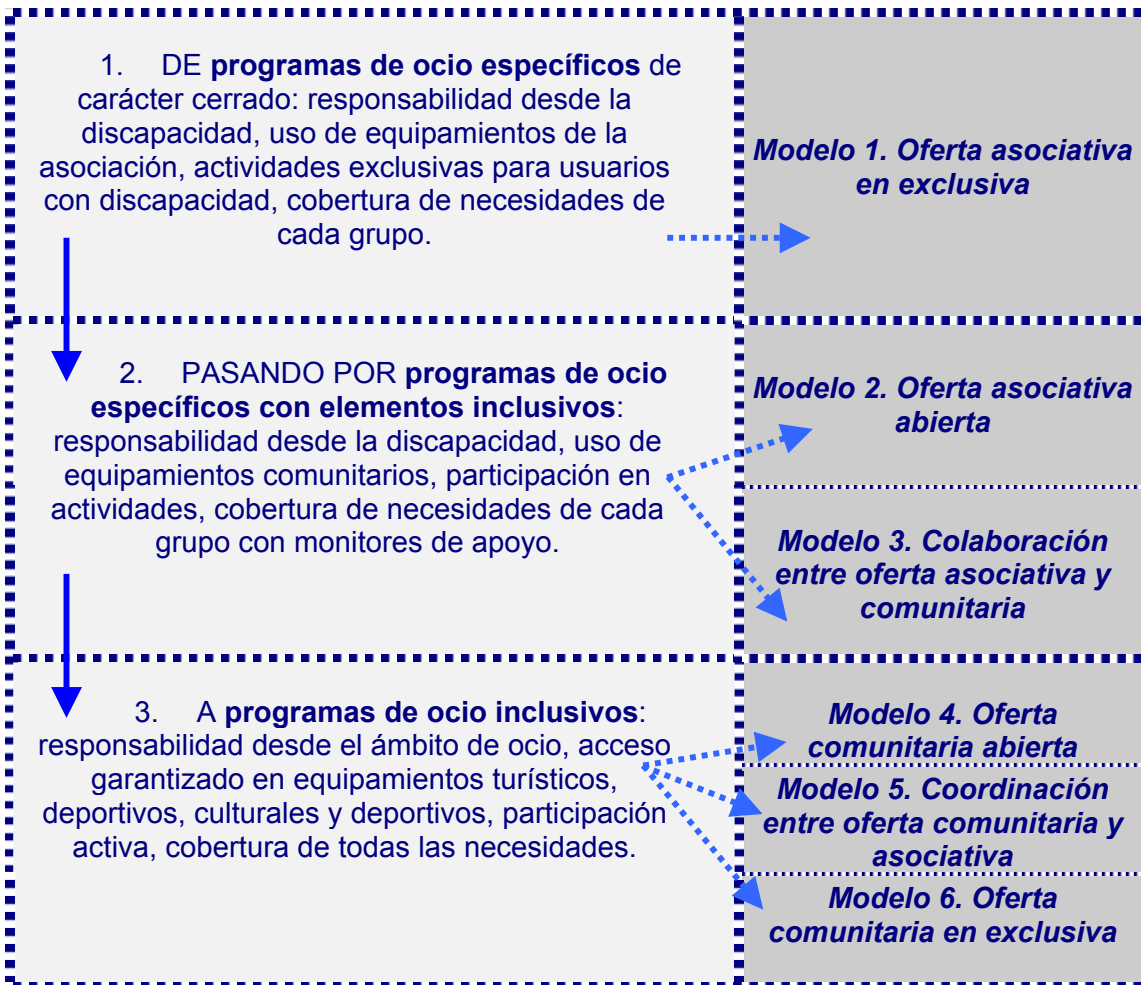 1. DE programas de ocio específicos de
carácter cerrado: responsabilidad desde la
discapacidad, uso de equipamientos de la
asociación, actividades exclusivas para usuarios
con discapacidad, cobertura de necesidades de
cada grupo.
Modelo 1. Oferta asociativa
en exclusiva
2. PASANDO POR programas de ocio
específicos con elementos inclusivos:
responsabilidad desde la discapacidad, uso de
equipamientos comunitarios, participación en
actividades, cobertura de necesidades de cada
grupo con monitores de apoyo.
Modelo 2. Oferta asociativa
abierta
Modelo 3. Colaboración
entre oferta asociativa y
comunitaria
3. A programas de ocio inclusivos:
responsabilidad desde el ámbito de ocio, acceso
garantizado en equipamientos turísticos,
deportivos, culturales y deportivos, participación
activa, cobertura de todas las necesidades.
Modelo 4. Oferta
comunitaria abierta
Modelo 5. Coordinación
entre oferta comunitaria y
asociativa
Modelo 6. Oferta
comunitaria en exclusiva